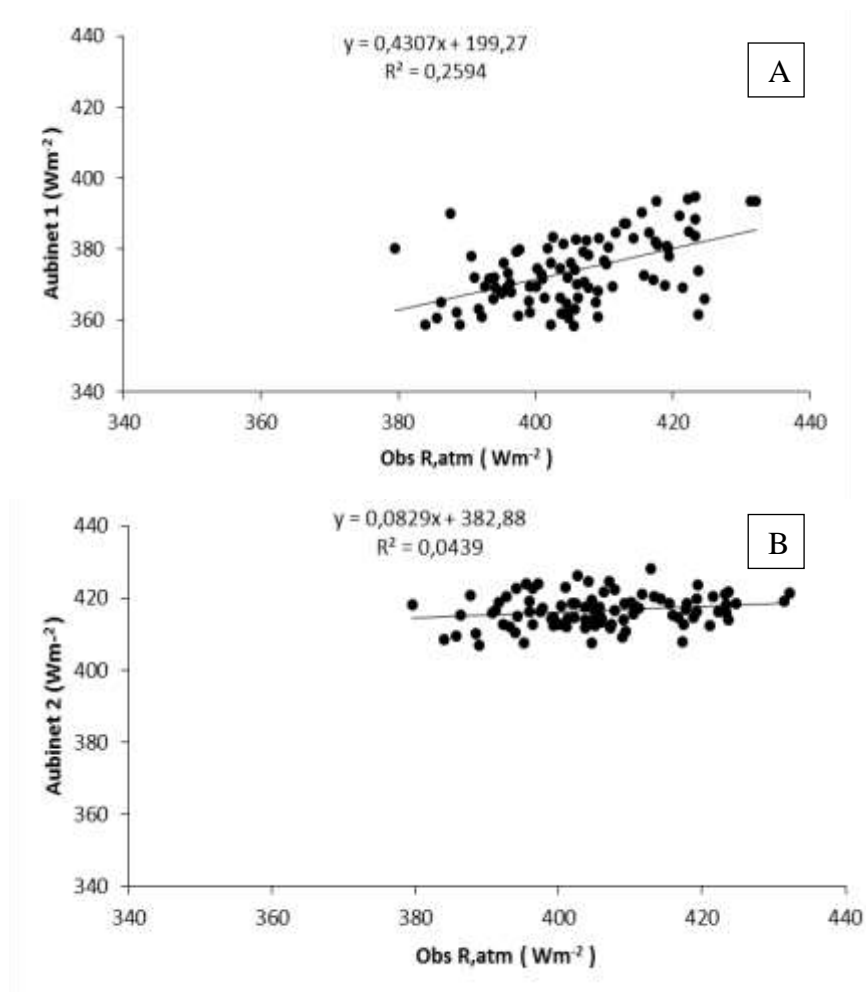 y = 0,4307x + 199,27
R² = 0,2594
A
440
420
400
380
360
340
Aubinet 1 (Wm⁻²)
340 360 380 400 420 440
Obs R,atm ( Wm⁻² )
y = 0,0829x + 382,88
R² = 0,0439
B
440
420
400
380
360
340
Aubinet 2 (Wm⁻²)
340 360 380 400 420 440
Obs R,atm ( Wm⁻² )